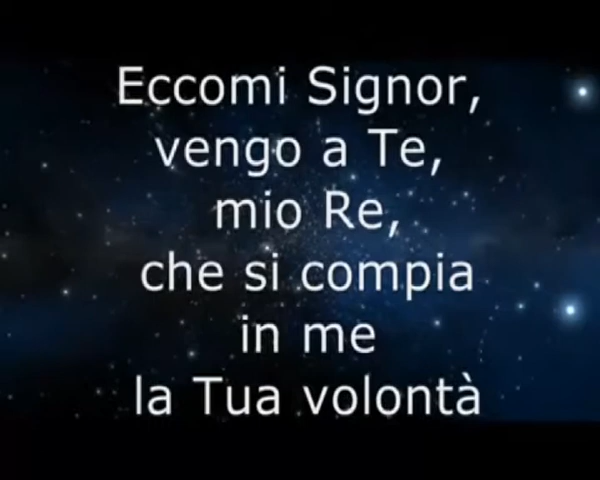 Eccomi Signor,
vengo a Te,
mio Re,
che si compia
in me
la Tua volontà